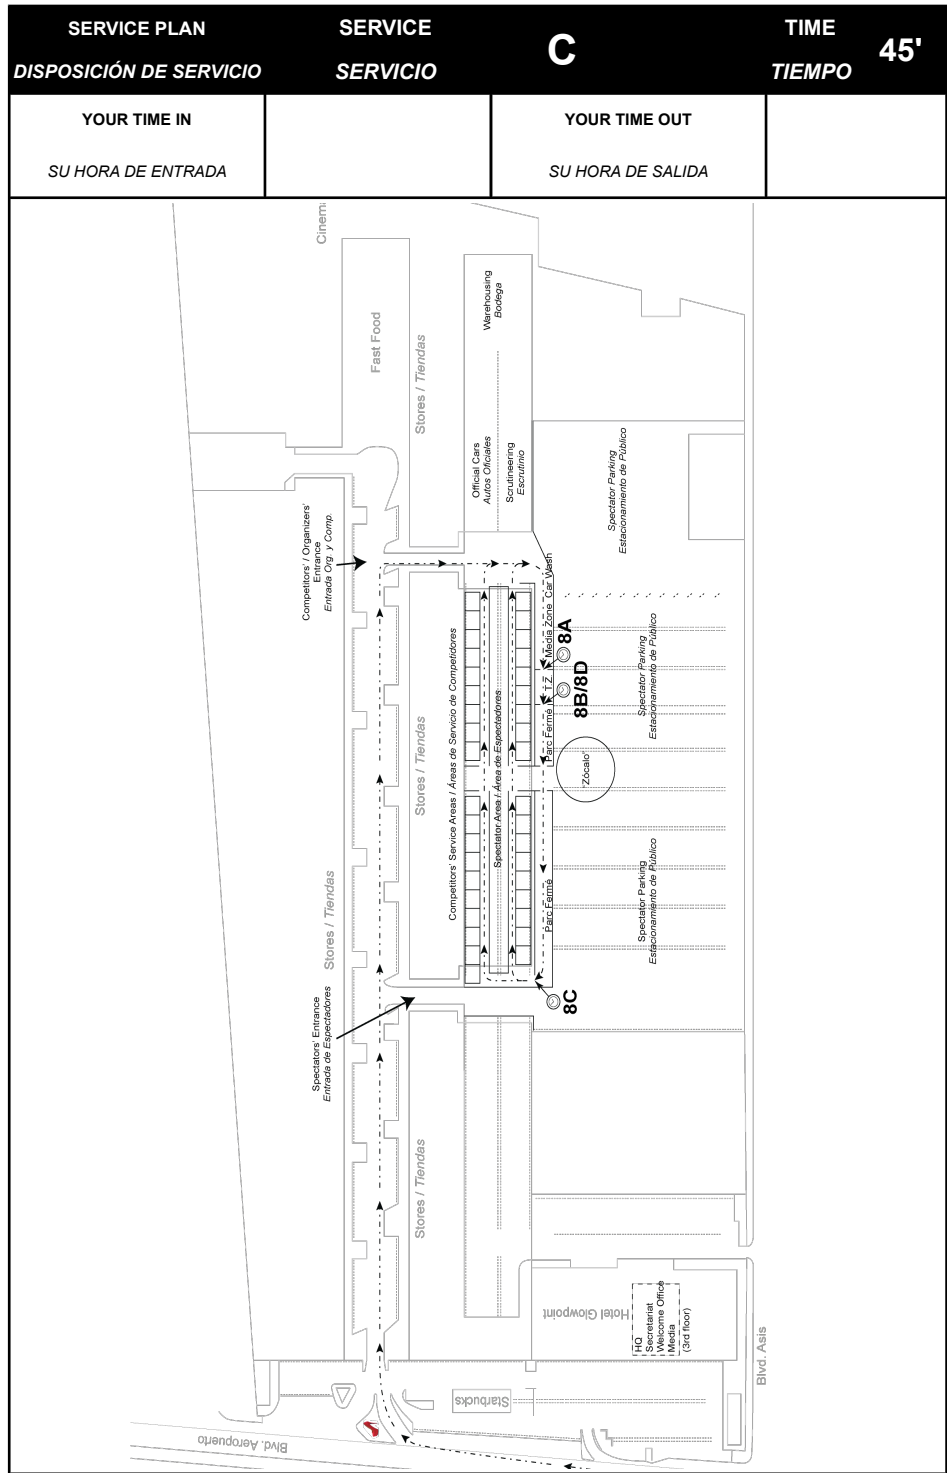 SERVICE PLAN
DISPOSICIÓN DE SERVICIO
SERVICE
SERVICIO
C
TIME
TIEMPO
45'
YOUR TIME IN
SU HORA DE ENTRADA
YOUR TIME OUT
SU HORA DE SALIDA
Cinem
Fast Food
Stores / Tiendas
Warehousing
Bodega
Official Cars
Autos Oficiales
Scrutineering
Escrutinio
Spectator Parking
Estacionamiento de Público
Competitors' / Organizers'
Entrance
Entrada Org. y Comp.
Car Wash
Media Zone
8A
T.Z.
8B/8D
Parc Fermé
"Zócalo"
Spectator Parking
Estacionamiento de Público
Stores / Tiendas
Competitors' Service Areas / Áreas de Servicio de Competidores
Spectator Area / Área de Espectadores
Parc Fermé
Spectator Parking
Estacionamiento de Público
8C
Stores / Tiendas
Spectators' Entrance
Entrada de Espectadores
Stores / Tiendas
Hotel Glowpoint
HQ
Secretariat
Welcome Office
Media
(3rd floor)
Blvd. Asis
Starbucks
Blvd. Aeropuerto